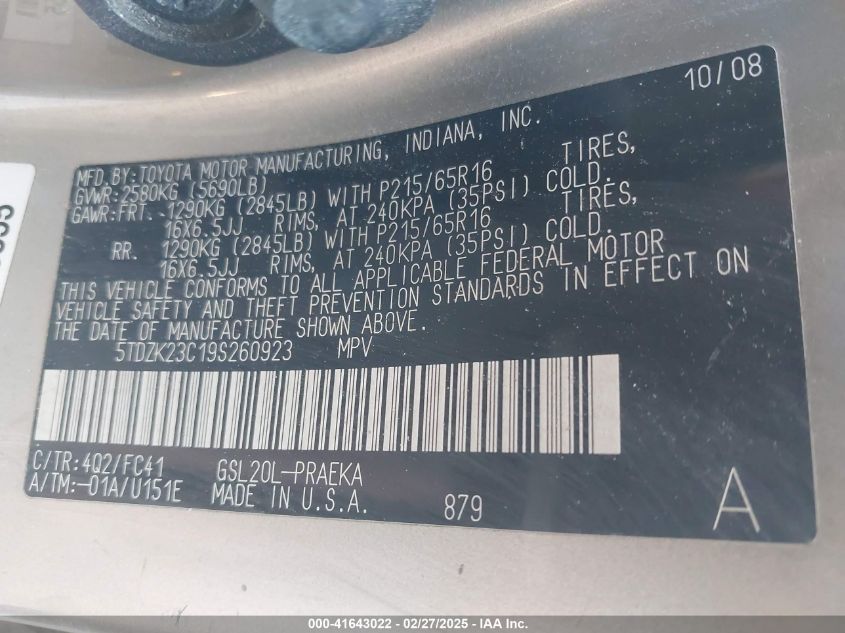 10/08
MFD. BY: TOYOTA MOTOR MANUFACTURING, INDIANA, INC.
GVWR: 2580KG (5690LB)
GAWR: FRT. 1290KG (2845LB) WITH P215/65R16 TIRES,
16X6.5JJ RIMS, AT 240KPA (35PSI) COLD.
RR. 1290KG (2845LB) WITH P215/65R16 TIRES,
16X6.5JJ RIMS, AT 240KPA (35PSI) COLD.
THIS VEHICLE CONFORMS TO ALL APPLICABLE FEDERAL MOTOR
VEHICLE SAFETY AND THEFT PREVENTION STANDARDS IN EFFECT ON
THE DATE OF MANUFACTURE SHOWN ABOVE.
5TDZK23C19S260923 MPV
C/TR: 4Q2/FC41 GSL20L-PRAEKA
A/TM: -01A/U151E MADE IN U.S.A. 879 A
000-41643022 - 02/27/2025 - IAA Inc.